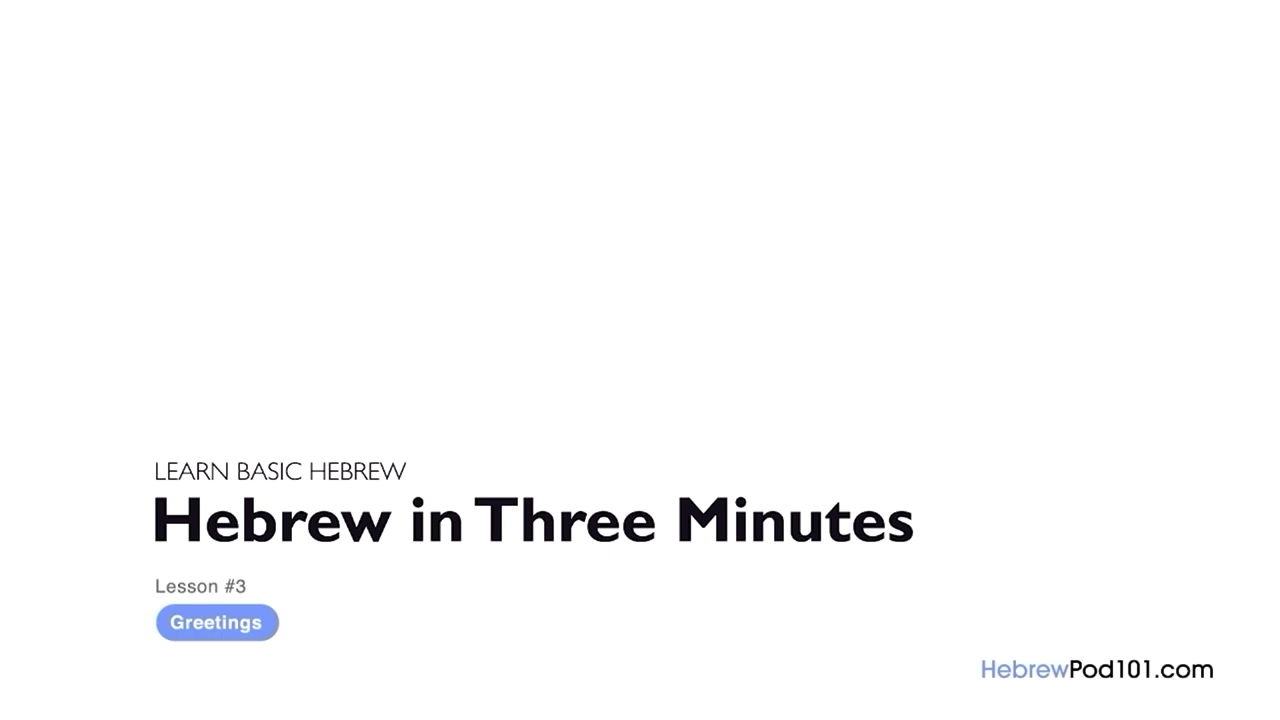 LEARN BASIC HEBREW
Hebrew in Three Minutes
Lesson #3
Greetings
HebrewPod101.com